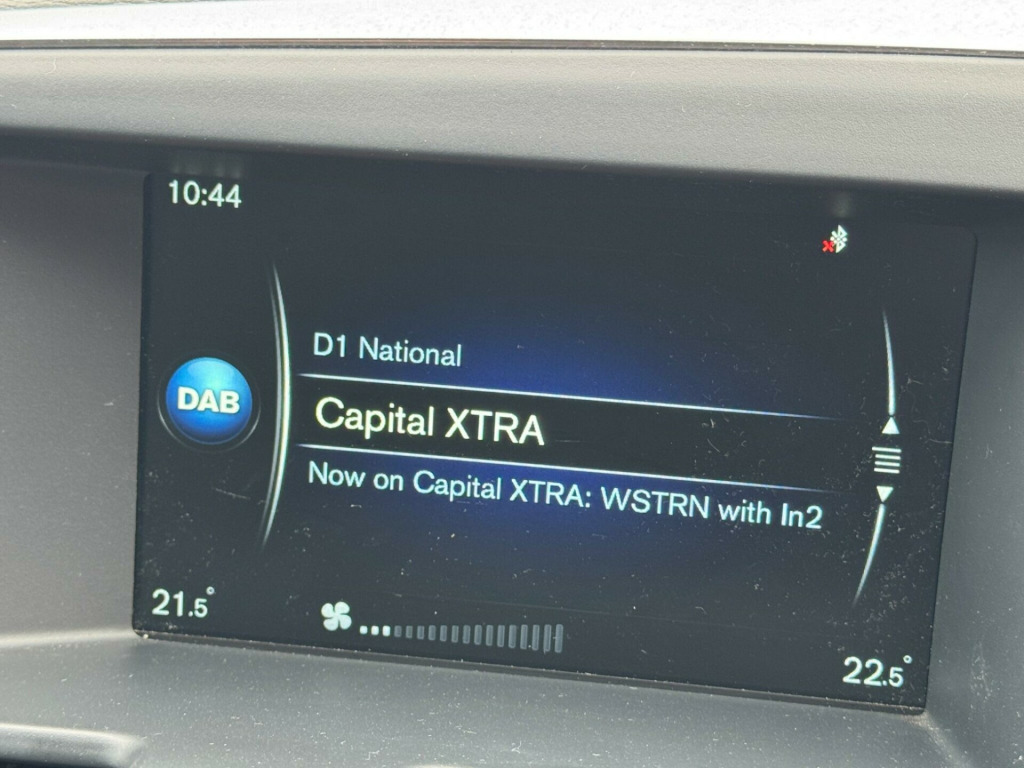 10:44
D1 National
DAB
Capital XTRA
Now on Capital XTRA: WSTRN with In2
21.5°
22.5°